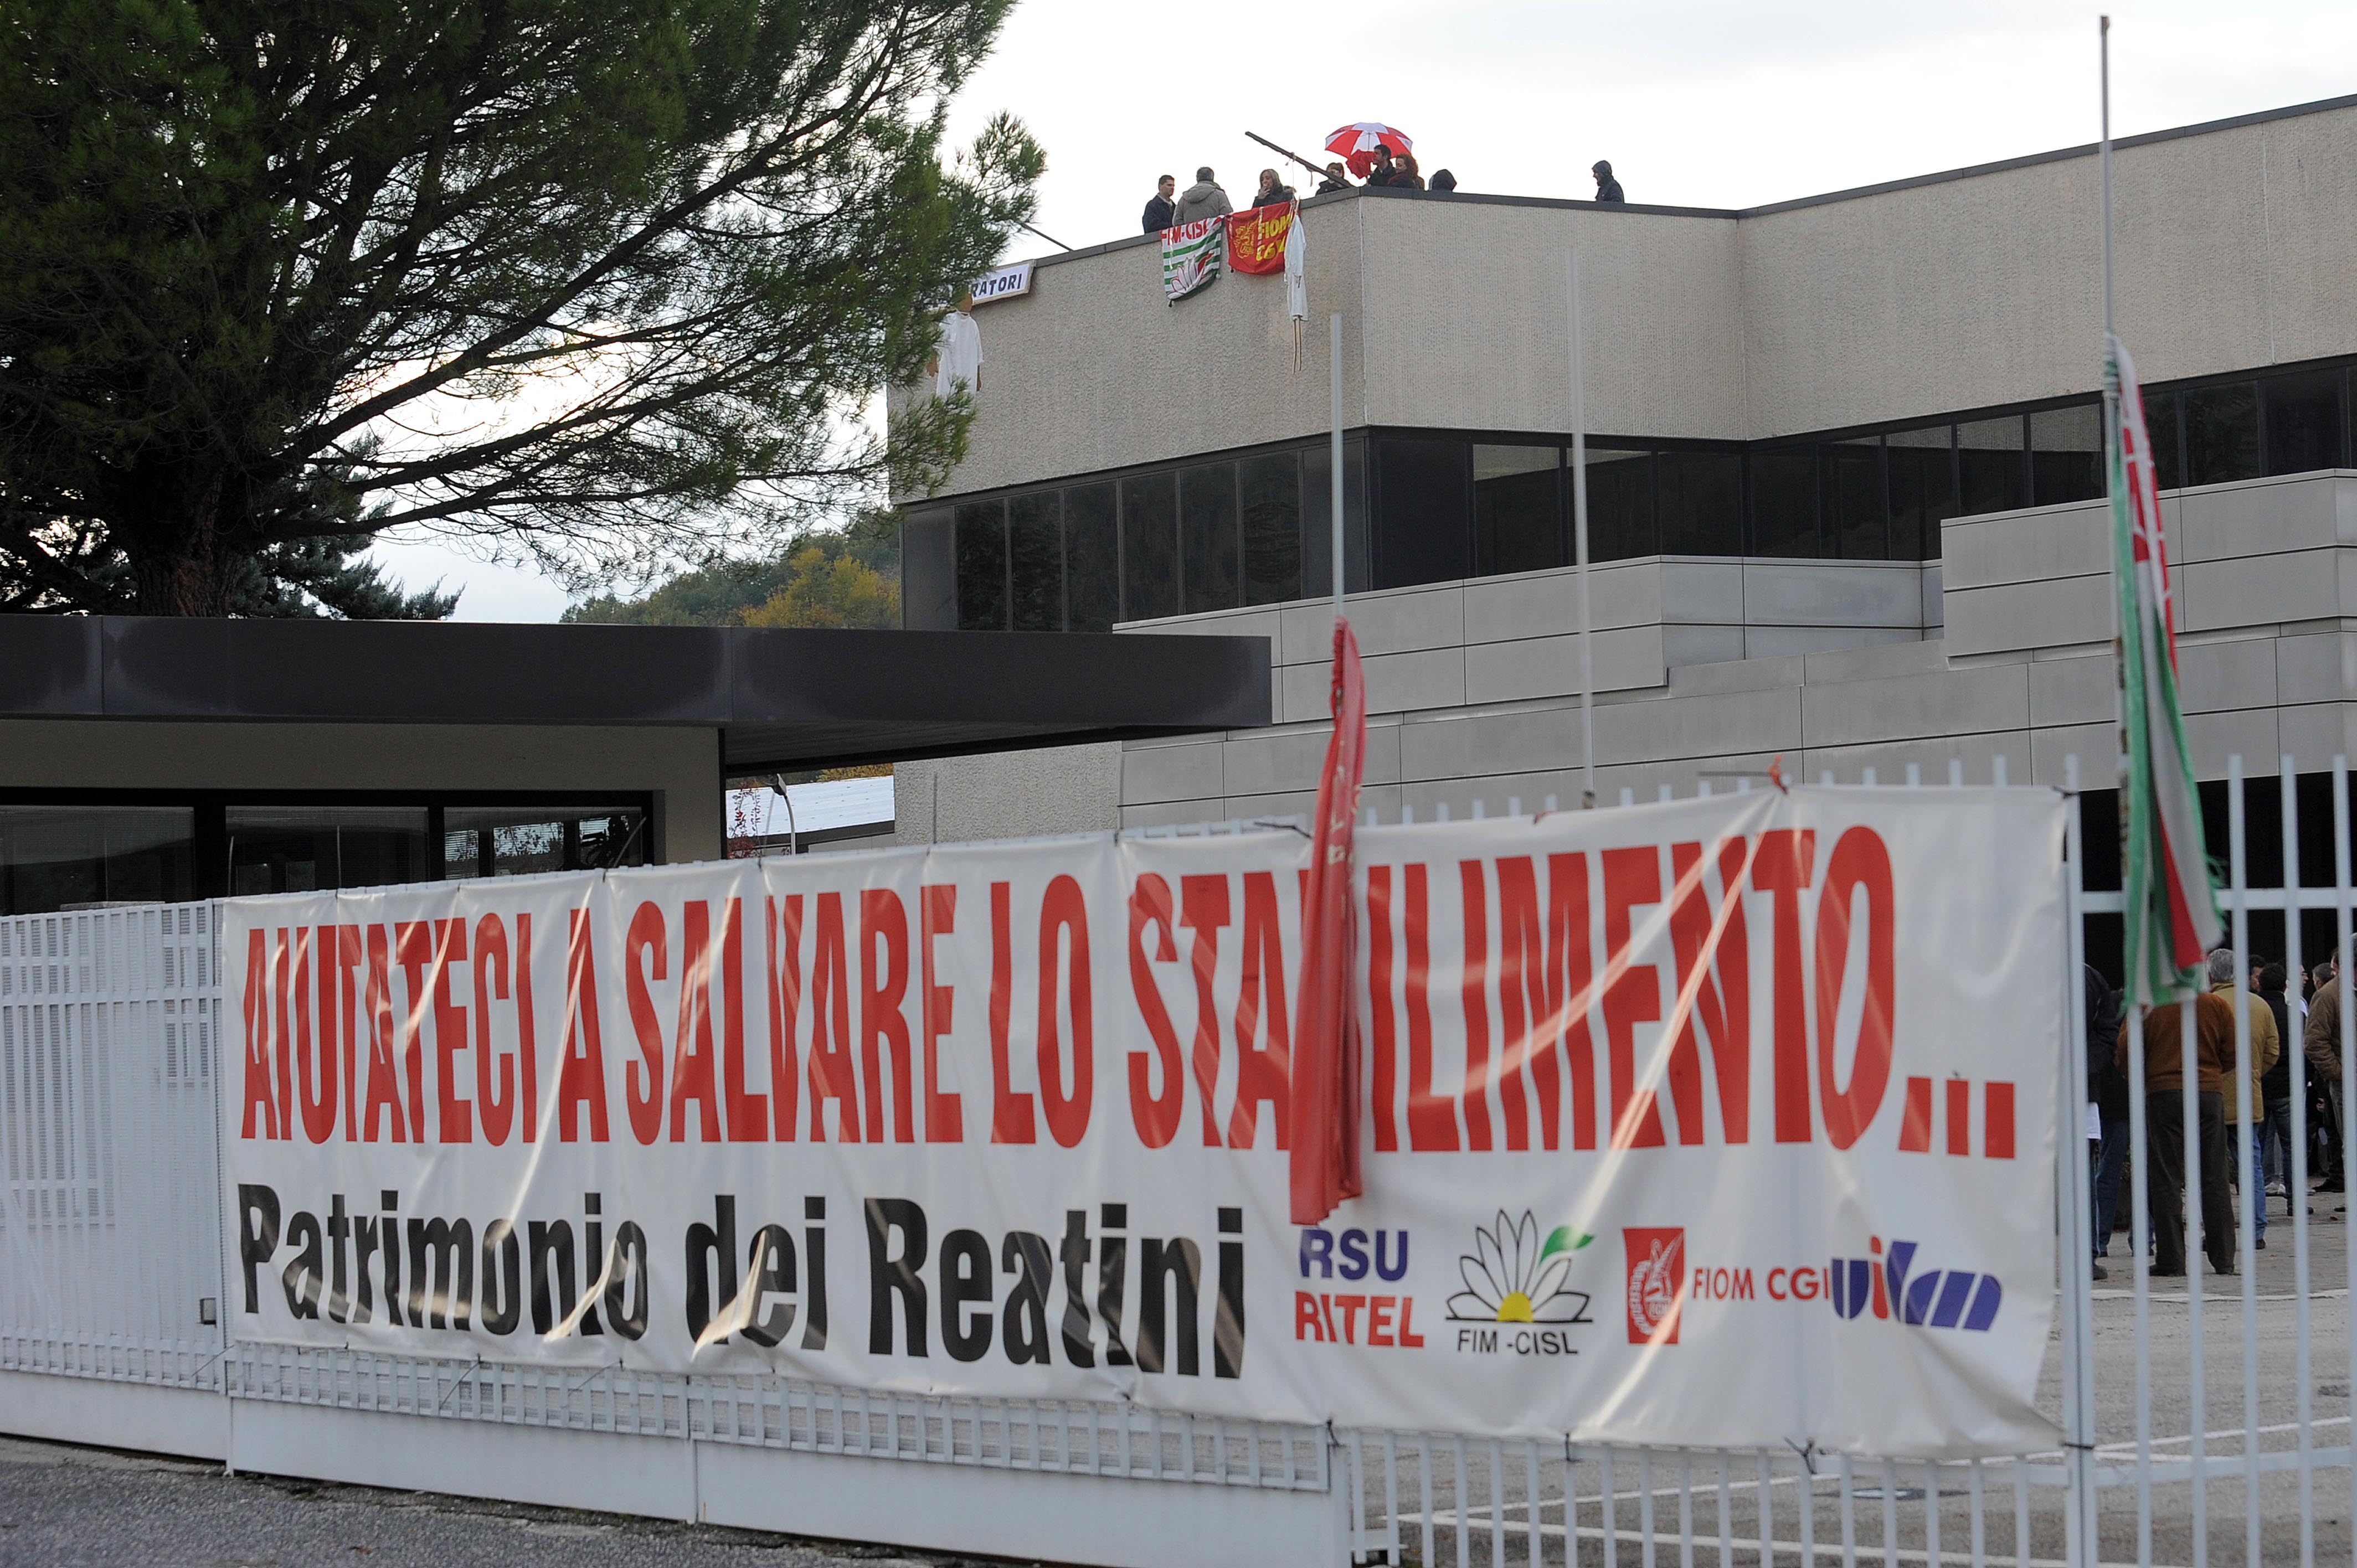 FIM-CISL
FIOM
RATORI
AIUTATECI A SALVARE LO STABILIMENTO...
Patrimonio dei Reatini
RSU
RITEL
FIM -CISL
FIOM CGIL
uilm